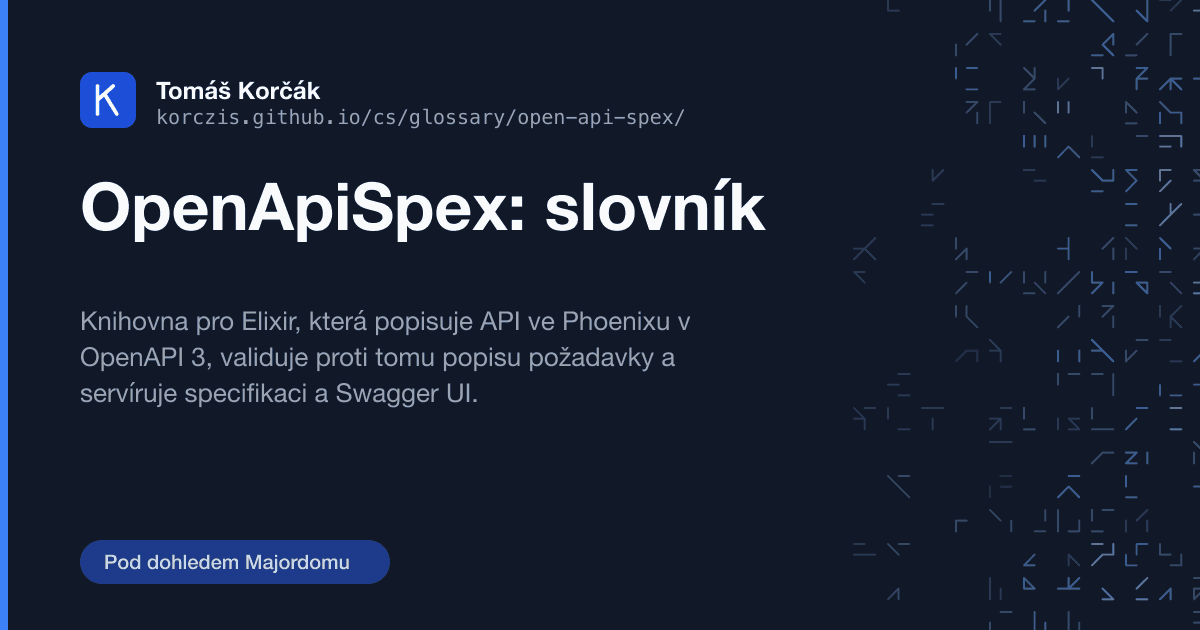 Tomáš Korčák
korczis.github.io/cs/glossary/open-api-spex/
OpenApiSpex: slovník
Knihovna pro Elixir, která popisuje API ve Phoenixu v
OpenAPI 3, validuje proti tomu popisu požadavky a
servíruje specifikaci a Swagger UI.
Pod dohledem Majordomu